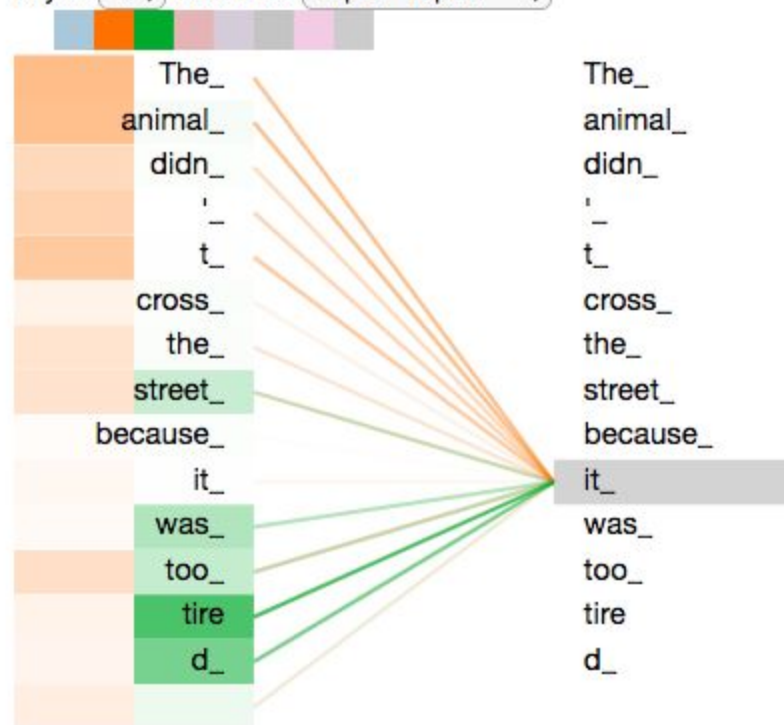 The_ The_
animal_ animal_
didn_ didn_
'_ '_
t_ t_
cross_ cross_
the_ the_
street_ street_
because_ because_
it_ it_
was_ was_
too_ too_
tire tire
d_ d_